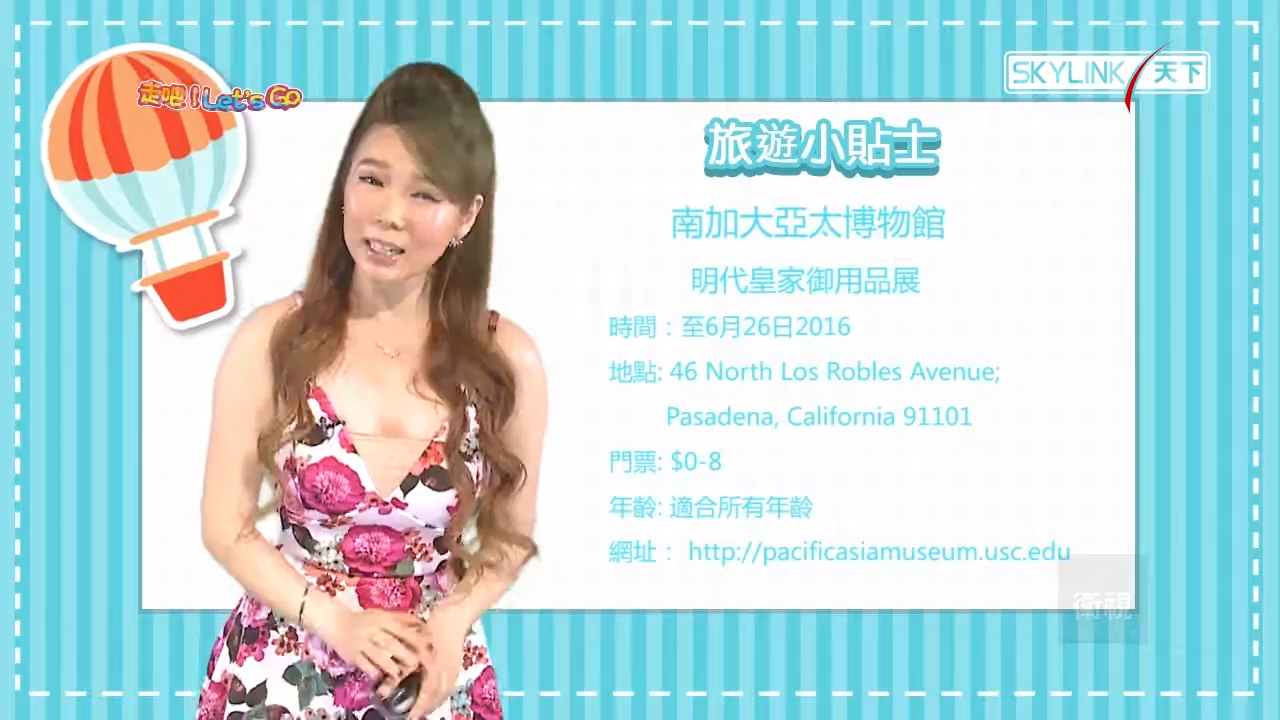 走吧!Let's Go
SKYLINK 天下
旅遊小貼士
南加大亞太博物館
明代皇家御用品展
時間：至6月26日2016
地點: 46 North Los Robles Avenue;
Pasadena, California 91101
門票: $0-8
年齡: 適合所有年齡
網址： http://pacificasiamuseum.usc.edu
衛視